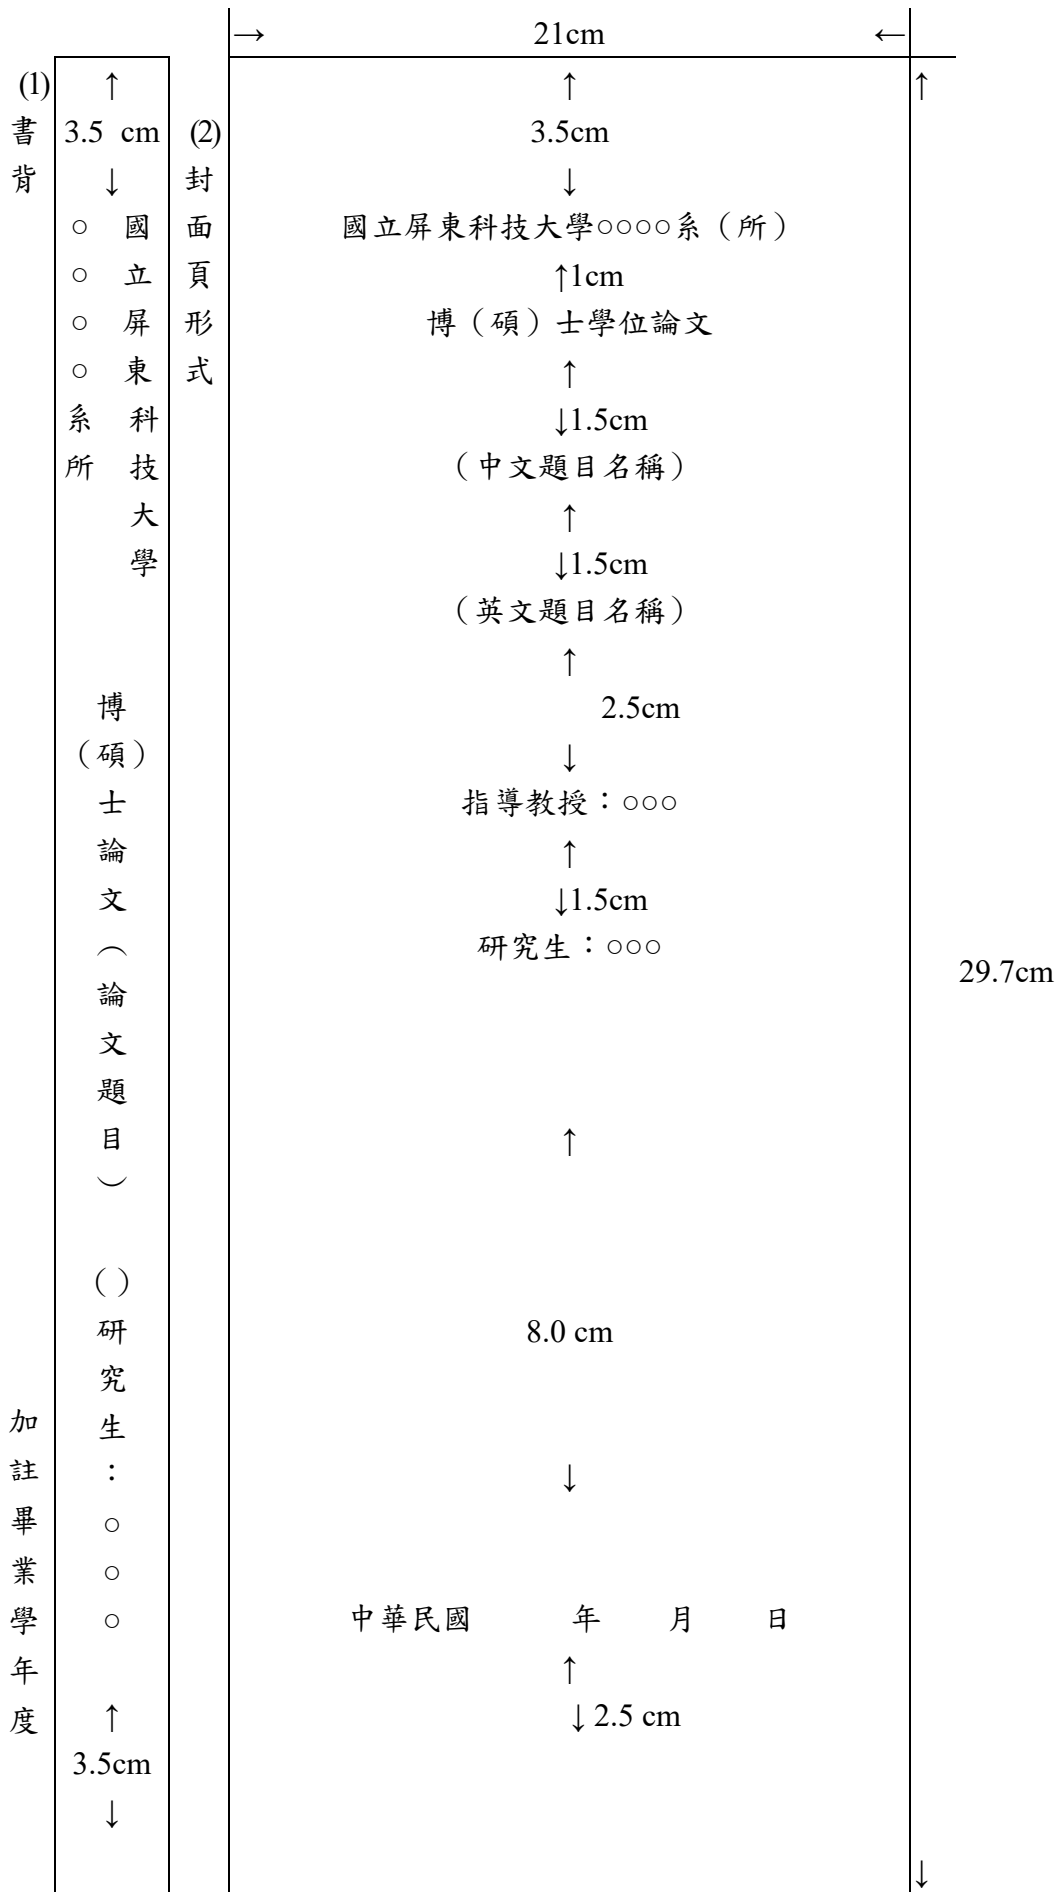 → 21cm ←
(1)書背
↑
3.5 cm
↓
國立屏東科技大學
○○○○系所
博（碩）士論文（論文題目）
（ ）研究生：○○○
↑
3.5cm
↓
加註畢業學年度
(2)封面頁形式
↑
3.5cm
↓
國立屏東科技大學○○○○系（所）
↑1cm
博（碩）士學位論文
↑
↓1.5cm
（中文題目名稱）
↑
↓1.5cm
（英文題目名稱）
↑
2.5cm
↓
指導教授：○○○
↑
↓1.5cm
研究生：○○○
↑
8.0 cm
↓
中華民國 年 月 日
↑
↓2.5 cm
↑
29.7cm
↓